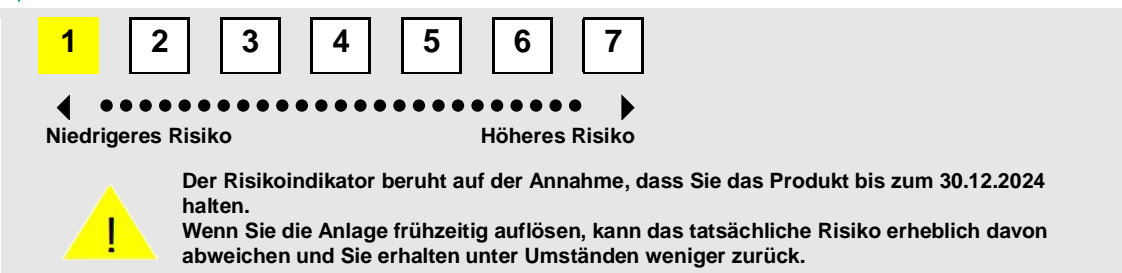 1 2 3 4 5 6 7
Niedrigeres Risiko Höheres Risiko
Der Risikoindikator beruht auf der Annahme, dass Sie das Produkt bis zum 30.12.2024
halten.
Wenn Sie die Anlage frühzeitig auflösen, kann das tatsächliche Risiko erheblich davon
abweichen und Sie erhalten unter Umständen weniger zurück.
!